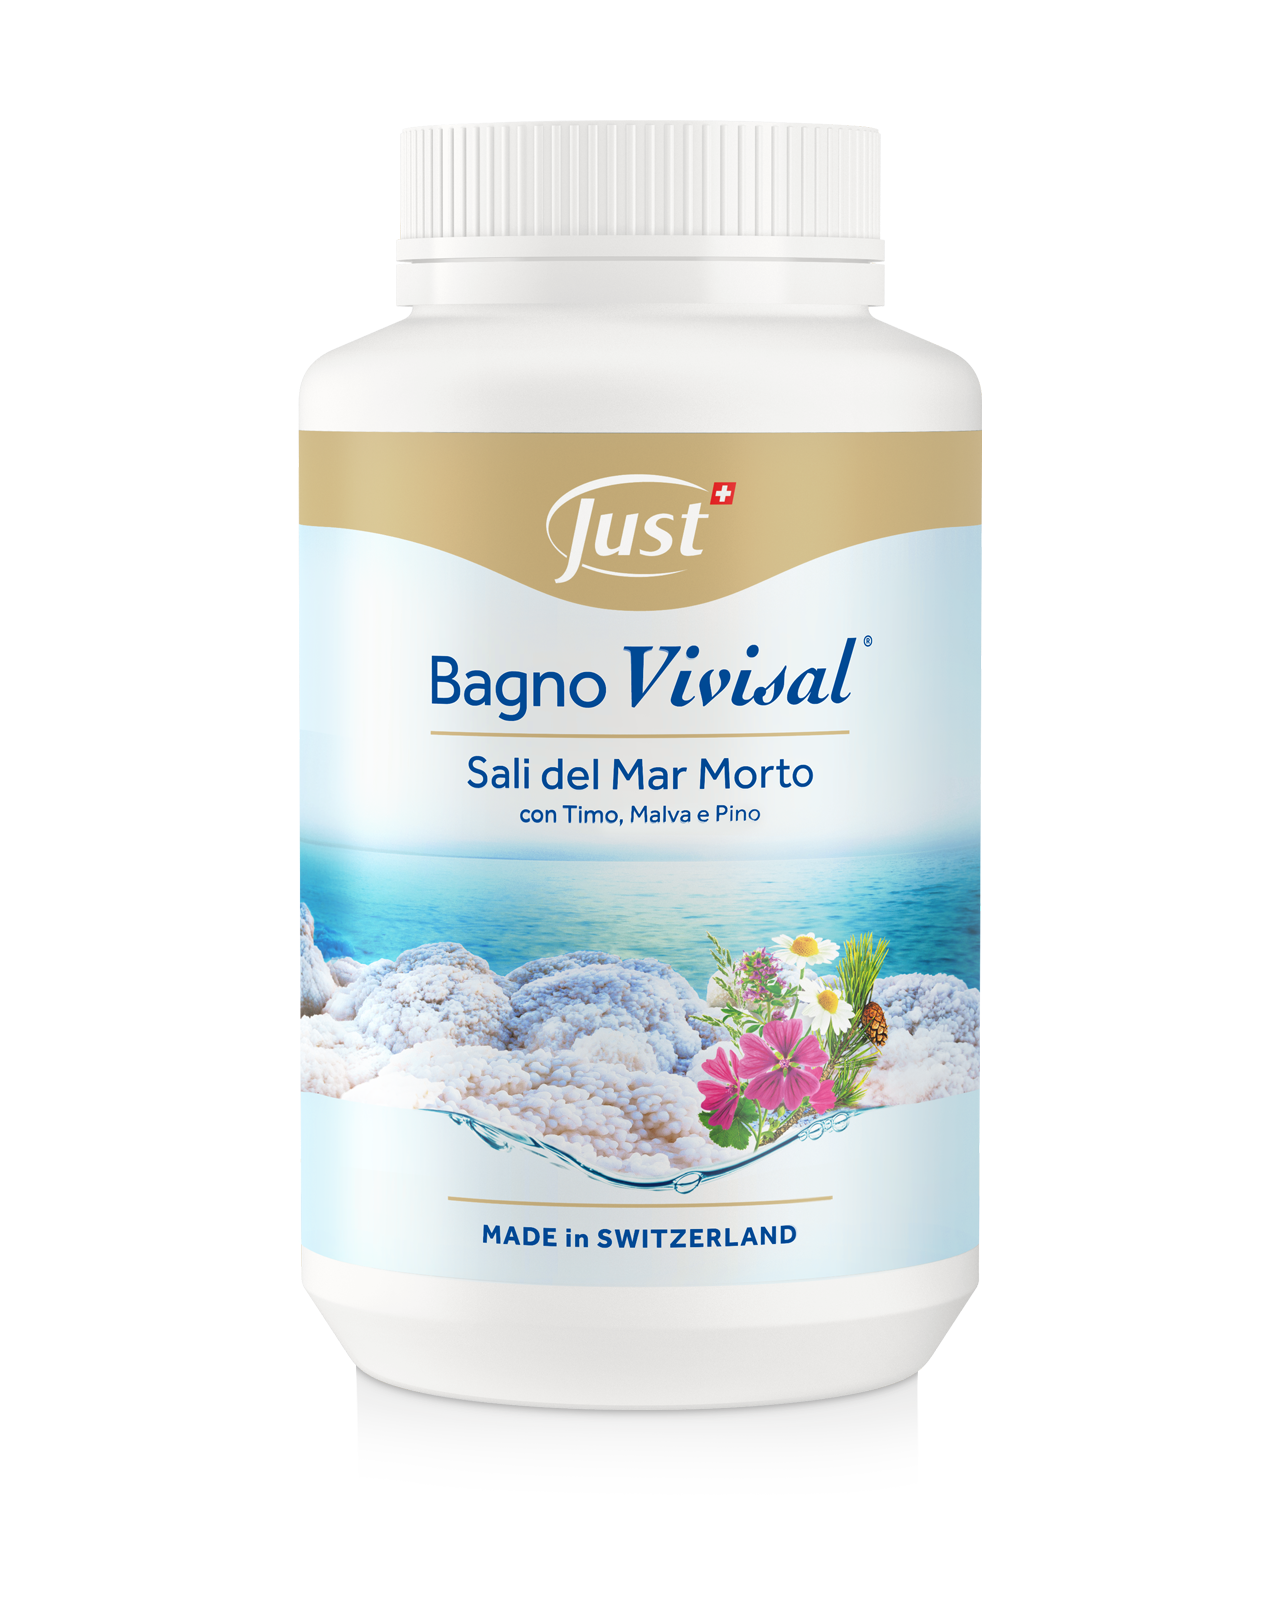 Just
Bagno Vivisal®
Sali del Mar Morto
con Timo, Malva e Pino
MADE in SWITZERLAND